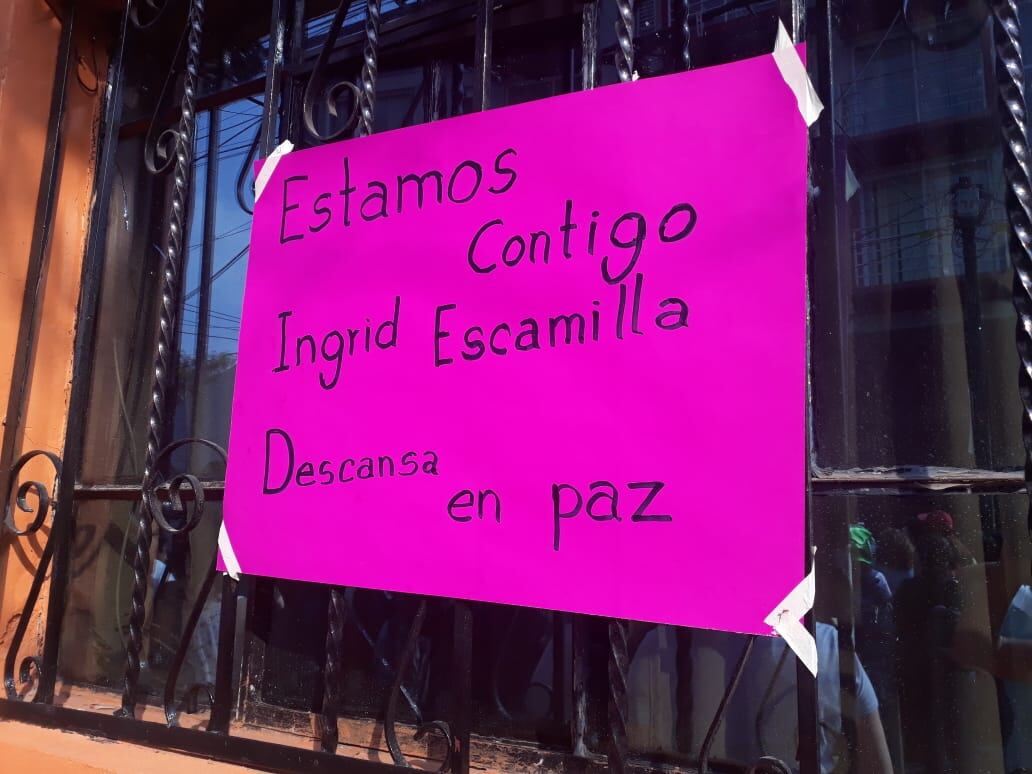 Estamos
Contigo
Ingrid Escamilla
Descansa
en paz